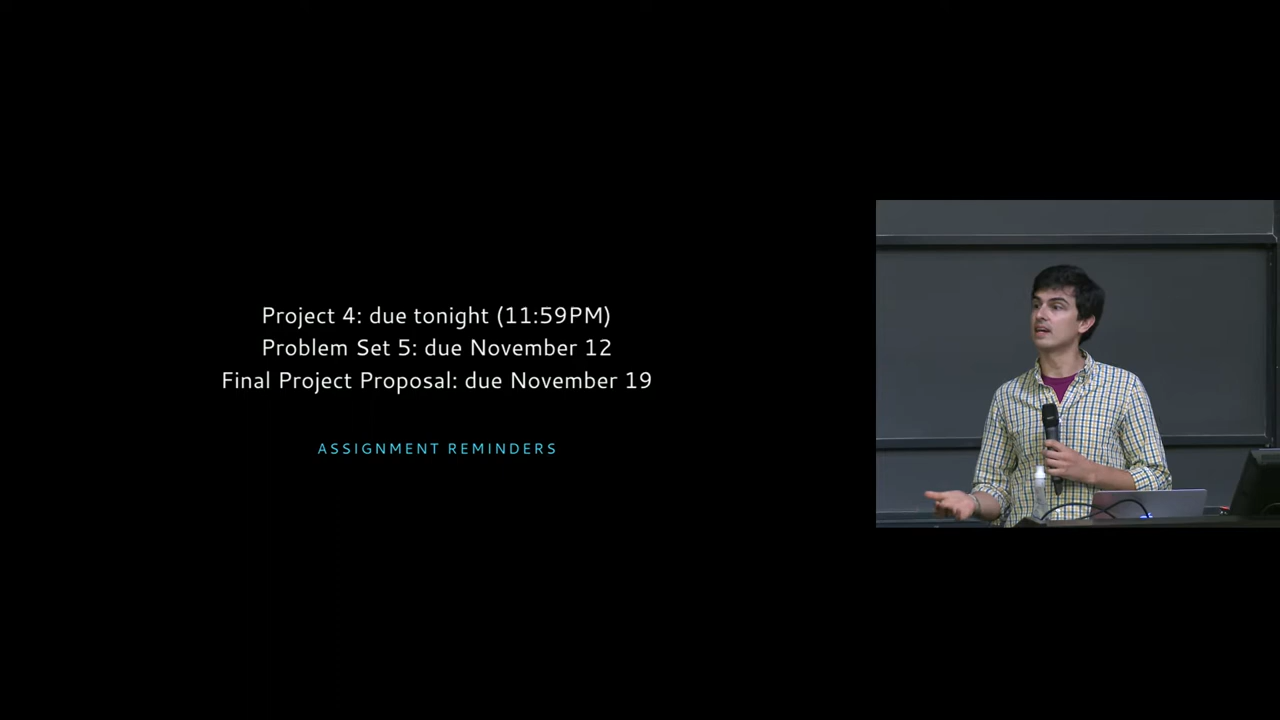 Project 4: due tonight (11:59PM)
Problem Set 5: due November 12
Final Project Proposal: due November 19
ASSIGNMENT REMINDERS